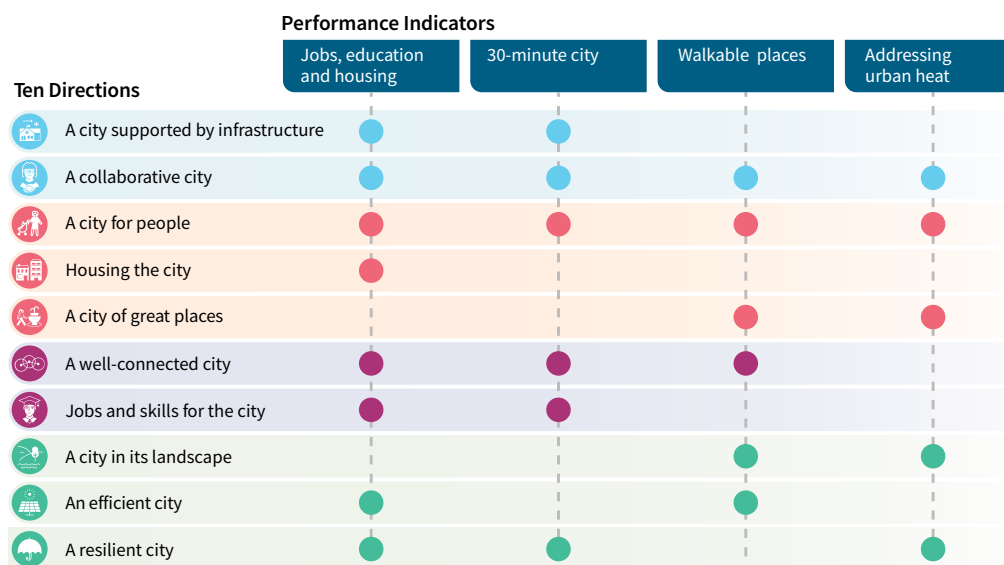 Performance Indicators
Jobs, education
and housing
30-minute city
Walkable places
Addressing
urban heat
Ten Directions
A city supported by infrastructure
A collaborative city
A city for people
Housing the city
A city of great places
A well-connected city
Jobs and skills for the city
A city in its landscape
An efficient city
A resilient city